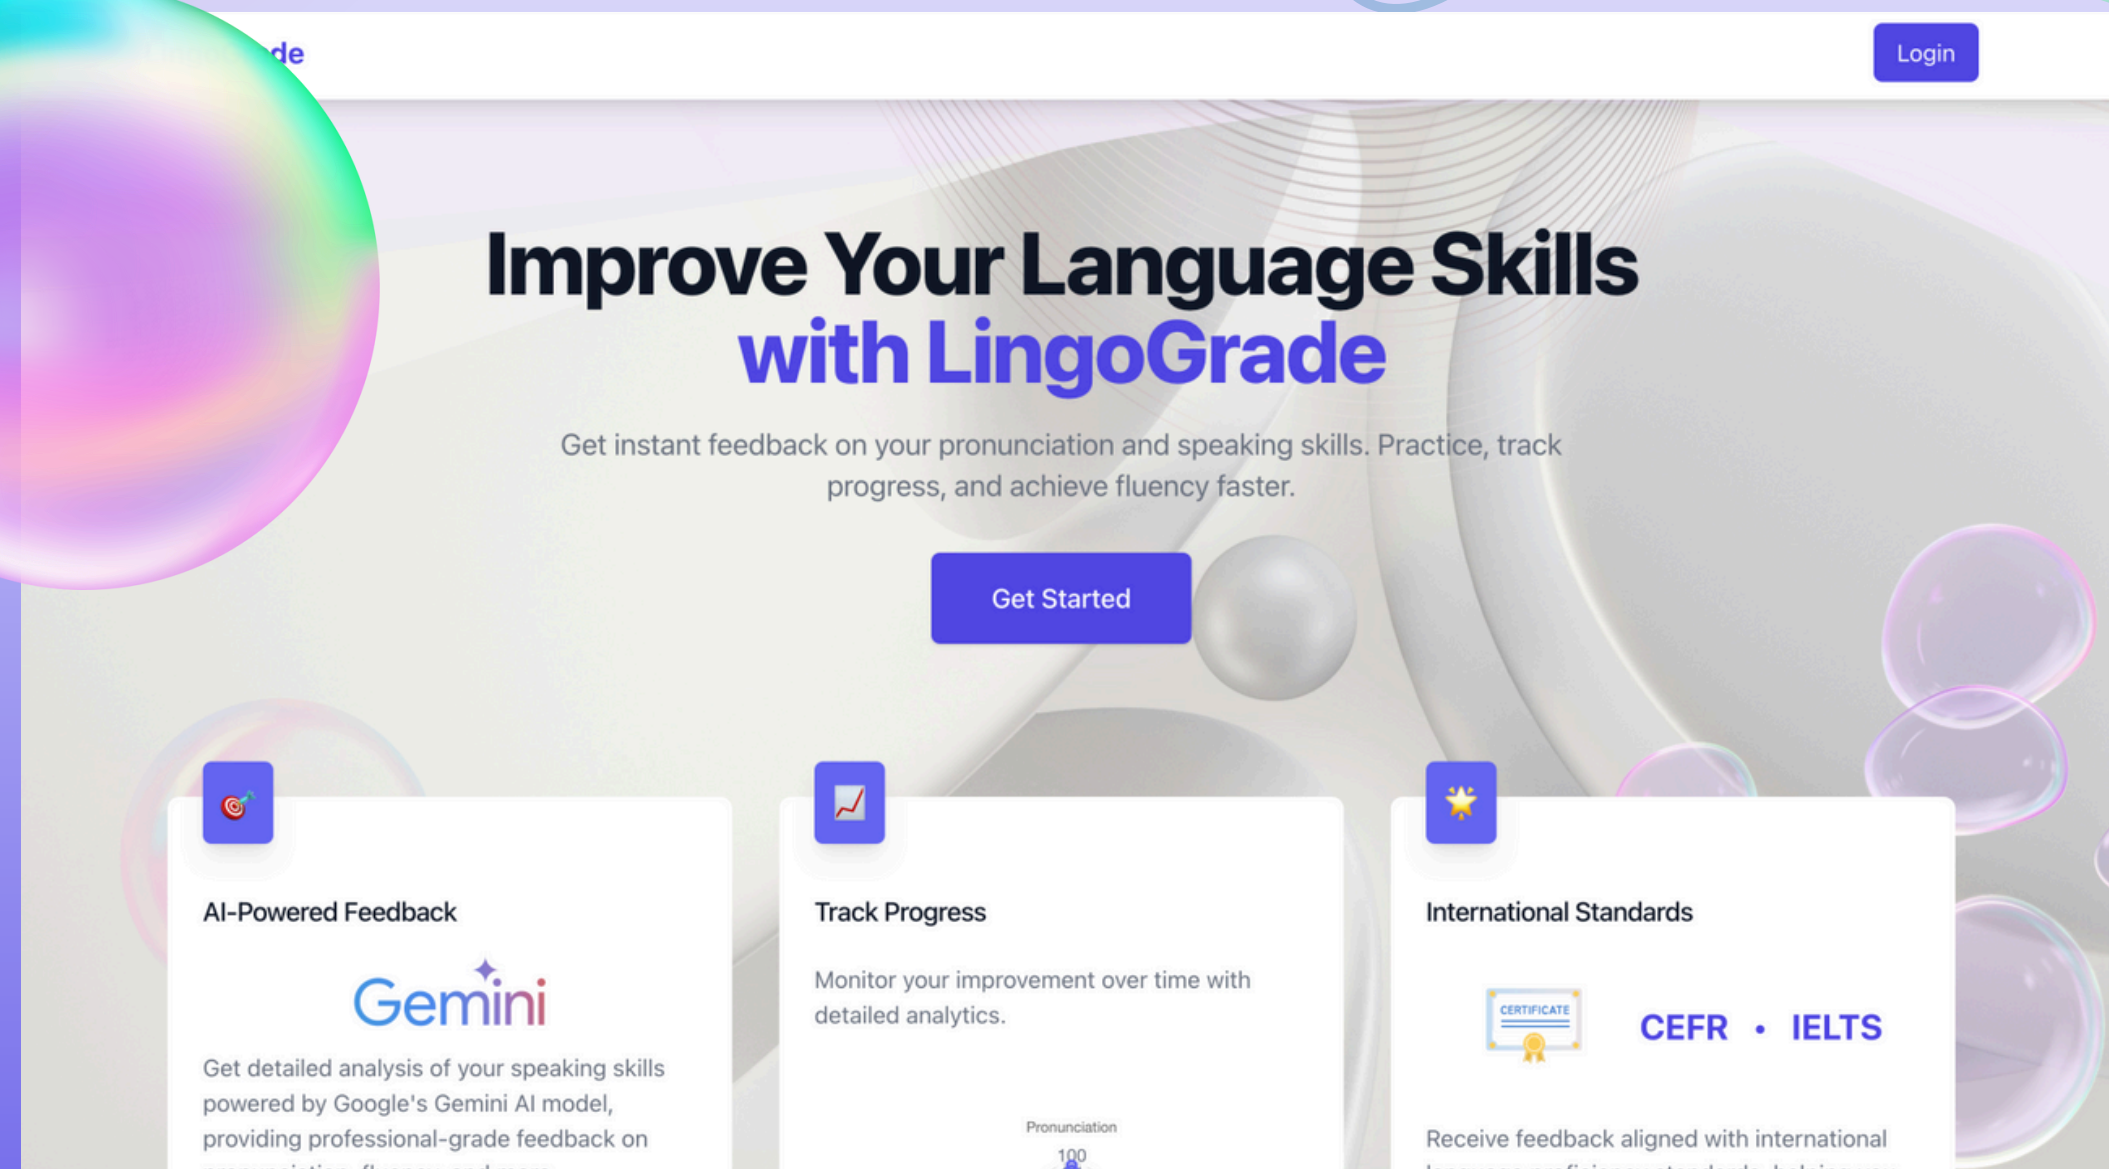 de
Login
Improve Your Language Skills
with LingoGrade
Get instant feedback on your pronunciation and speaking skills. Practice, track
progress, and achieve fluency faster.
Get Started
AI-Powered Feedback
Gemini
Get detailed analysis of your speaking skills
powered by Google's Gemini AI model,
providing professional-grade feedback on
Track Progress
Monitor your improvement over time with
detailed analytics.
Pronunciation
100
International Standards
CERTIFICATE
CEFR • IELTS
Receive feedback aligned with international